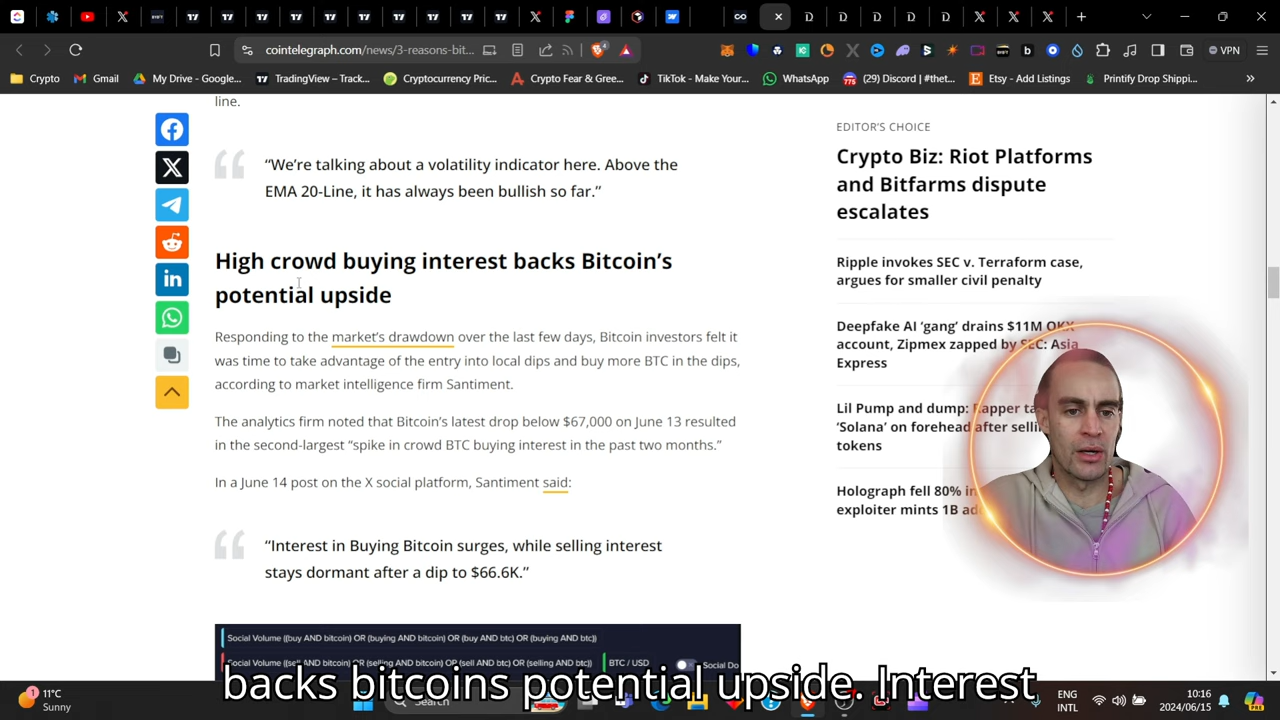 cointelegraph.com/news/3-reasons-bit...
4
VPN
Crypto
Gmail
My Drive - Google...
TradingView – Track...
Cryptocurrency Pric...
Crypto Fear & Gree...
TikTok - Make Your...
WhatsApp
(29) Discord | #thet...
Etsy - Add Listings
Printify Drop Shippi...
line.
“We’re talking about a volatility indicator here. Above the
EMA 20-Line, it has always been bullish so far.”
High crowd buying interest backs Bitcoin’s
potential upside
Responding to the market’s drawdown over the last few days, Bitcoin investors felt it
was time to take advantage of the entry into local dips and buy more BTC in the dips,
according to market intelligence firm Santiment.
The analytics firm noted that Bitcoin’s latest drop below $67,000 on June 13 resulted
in the second-largest “spike in crowd BTC buying interest in the past two months.”
In a June 14 post on the X social platform, Santiment said:
“Interest in Buying Bitcoin surges, while selling interest
stays dormant after a dip to $66.6K.”
Social Volume ((buy AND bitcoin) OR (buying AND bitcoin) OR (buy AND btc) OR (buying AND btc))
Social Volume ((sell AND bitcoin) OR (selling AND bitcoin) OR (sell AND btc) OR (selling AND btc))
BTC / USD
Social Do
EDITOR’S CHOICE
Crypto Biz: Riot Platforms
and Bitfarms dispute
escalates
Ripple invokes SEC v. Terraform case,
argues for smaller civil penalty
Deepfake AI ‘gang’ drains $11M OKX
account, Zipmex zapped by SEC: Asia
Express
Lil Pump and dump: Rapper
‘Solana’ on forehead after
tokens
Holograph fell 80%
exploiter mints 1B
backs bitcoins potential upside. Interest
11°C
Sunny
Search
ENG
INTL
10:16
2024/06/15